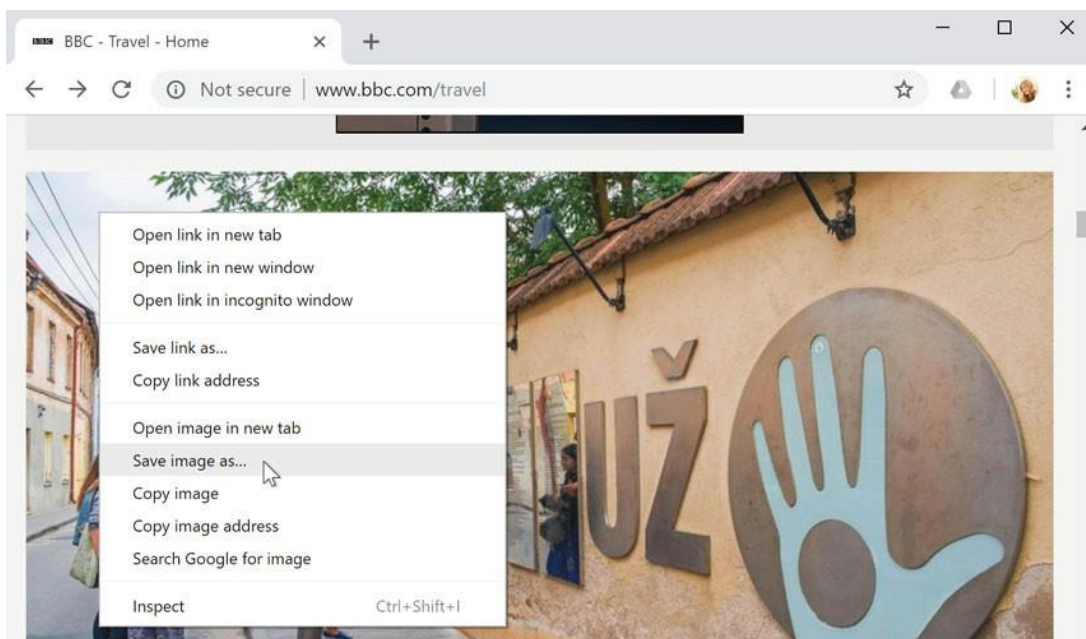 BBC BBC - Travel - Home
Not secure | www.bbc.com/travel
Open link in new tab
Open link in new window
Open link in incognito window
Save link as...
Copy link address
Open image in new tab
Save image as...
Copy image
Copy image address
Search Google for image
Inspect Ctrl+Shift+I
UŽ